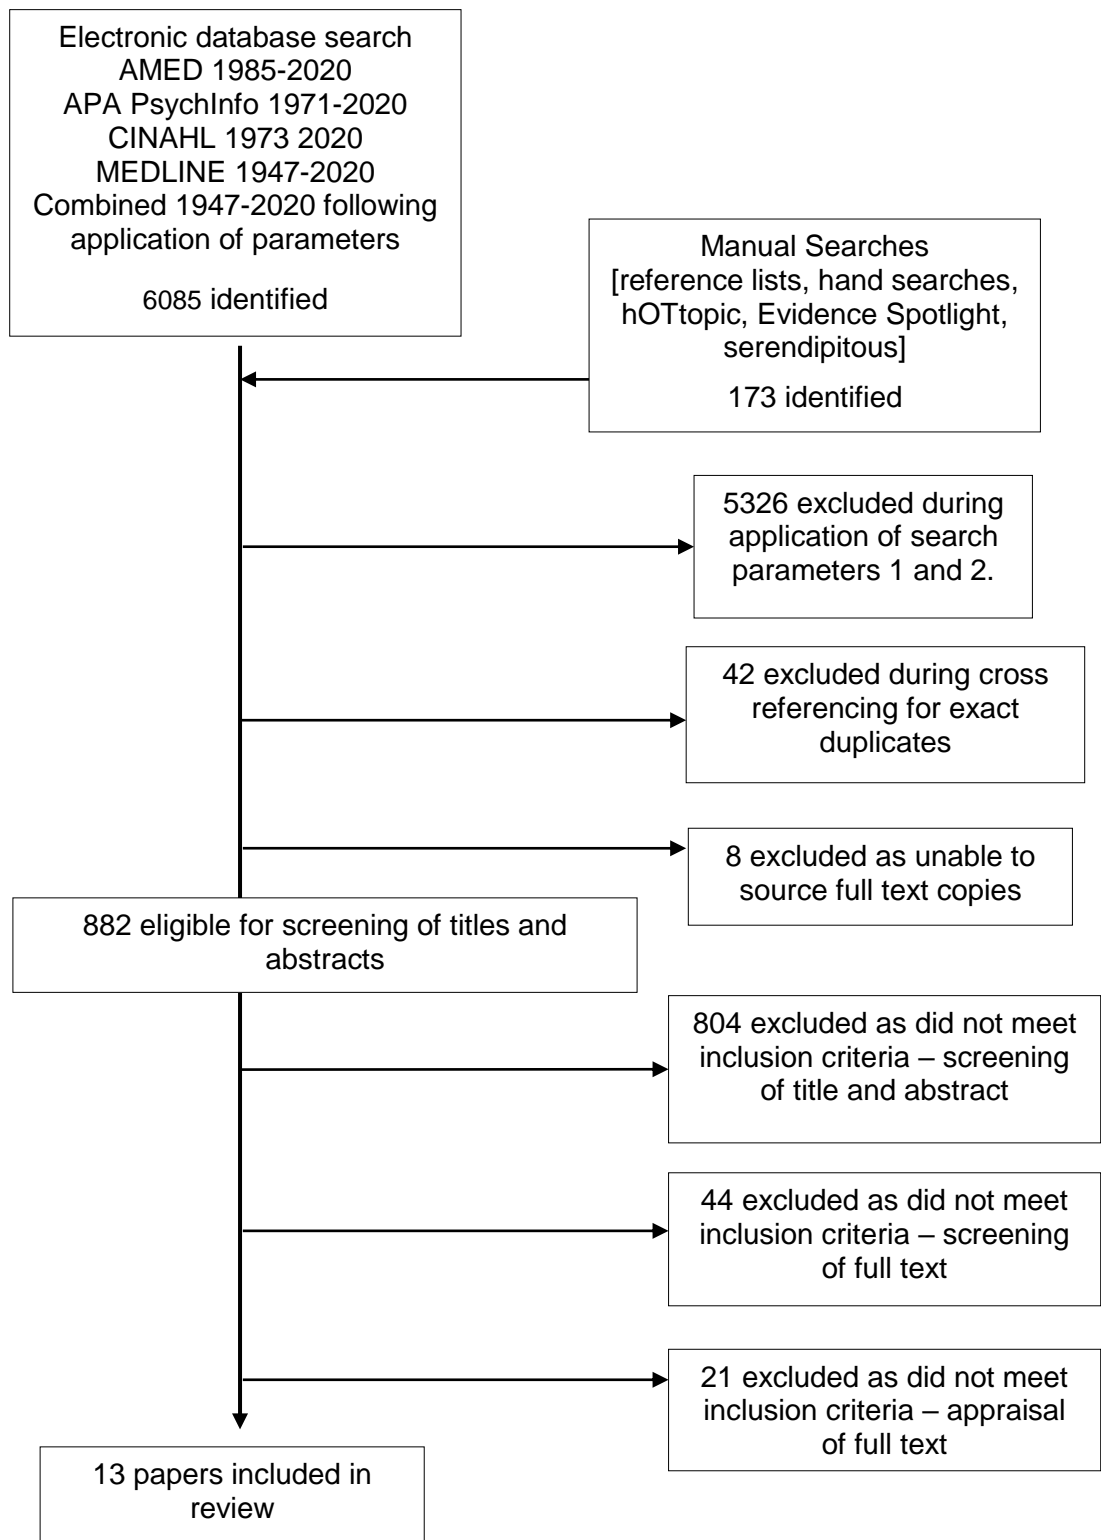 Electronic database search
AMED 1985-2020
APA PsychInfo 1971-2020
CINAHL 1973 2020
MEDLINE 1947-2020
Combined 1947-2020 following
application of parameters
6085 identified
Manual Searches
[reference lists, hand searches,
hOTtopic, Evidence Spotlight,
serendipitous]
173 identified
5326 excluded during
application of search
parameters 1 and 2.
42 excluded during cross
referencing for exact
duplicates
8 excluded as unable to
source full text copies
882 eligible for screening of titles and
abstracts
804 excluded as did not meet
inclusion criteria – screening
of title and abstract
44 excluded as did not meet
inclusion criteria – screening
of full text
21 excluded as did not meet
inclusion criteria – appraisal
of full text
13 papers included in
review